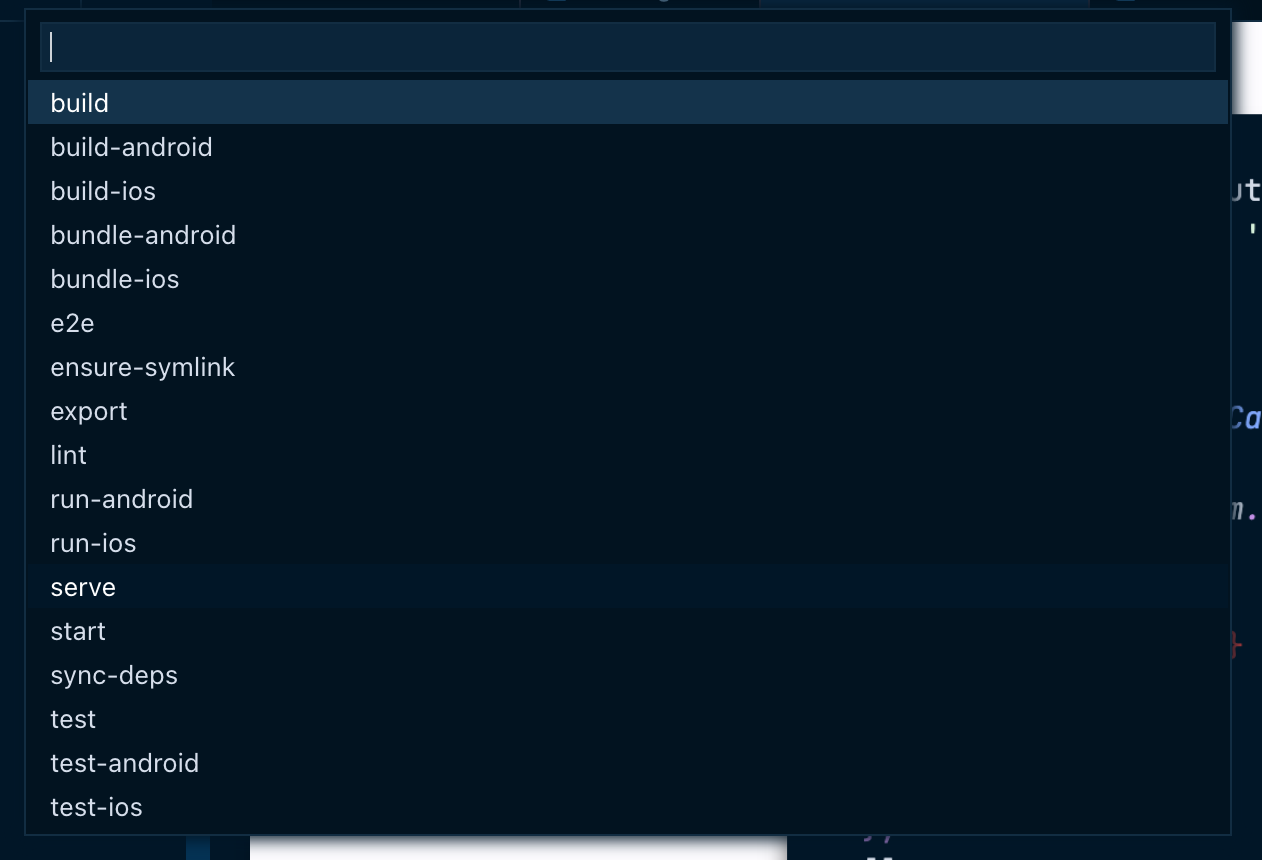 build
build-android
build-ios
bundle-android
bundle-ios
e2e
ensure-symlink
export
lint
run-android
run-ios
serve
start
sync-deps
test
test-android
test-ios